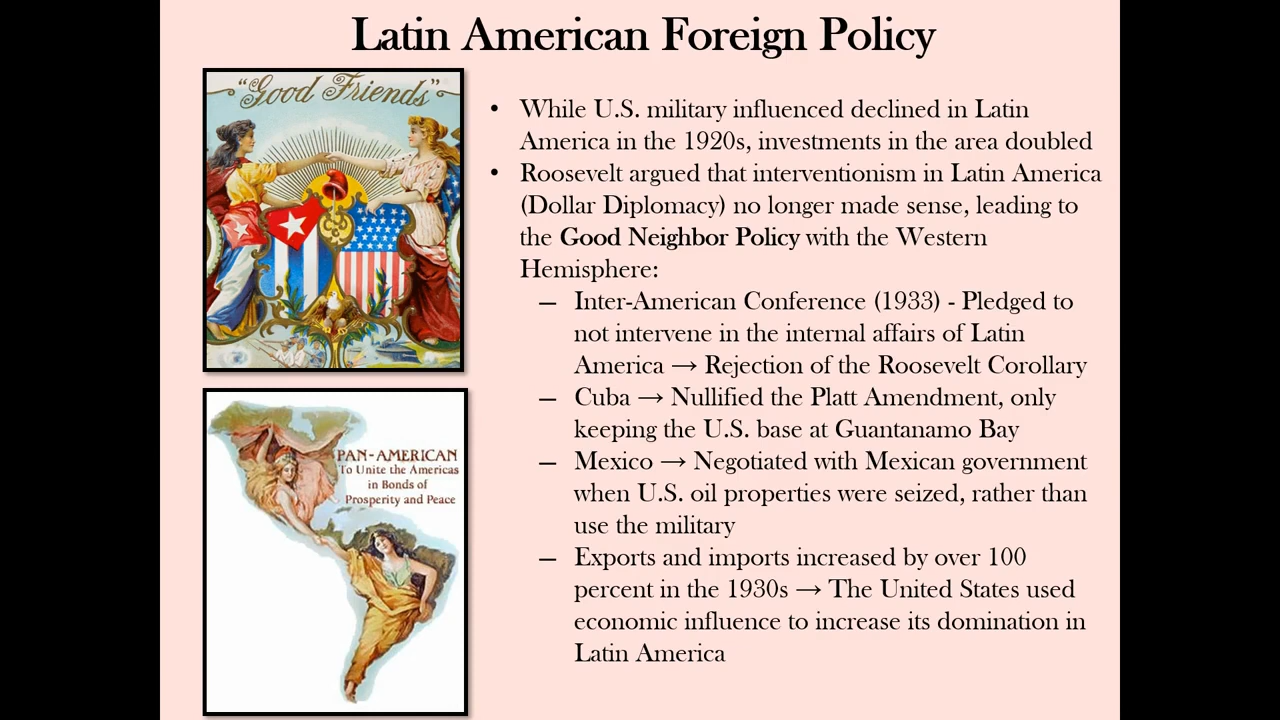 Latin American Foreign Policy
"Good Friends"
PAN-AMERICAN
To Unite the Americas
in Bonds of
Prosperity and Peace
• While U.S. military influenced declined in Latin
America in the 1920s, investments in the area doubled
• Roosevelt argued that interventionism in Latin America
(Dollar Diplomacy) no longer made sense, leading to
the Good Neighbor Policy with the Western
Hemisphere:
– Inter-American Conference (1933) - Pledged to
not intervene in the internal affairs of Latin
America → Rejection of the Roosevelt Corollary
– Cuba → Nullified the Platt Amendment, only
keeping the U.S. base at Guantanamo Bay
– Mexico → Negotiated with Mexican government
when U.S. oil properties were seized, rather than
use the military
– Exports and imports increased by over 100
percent in the 1930s → The United States used
economic influence to increase its domination in
Latin America